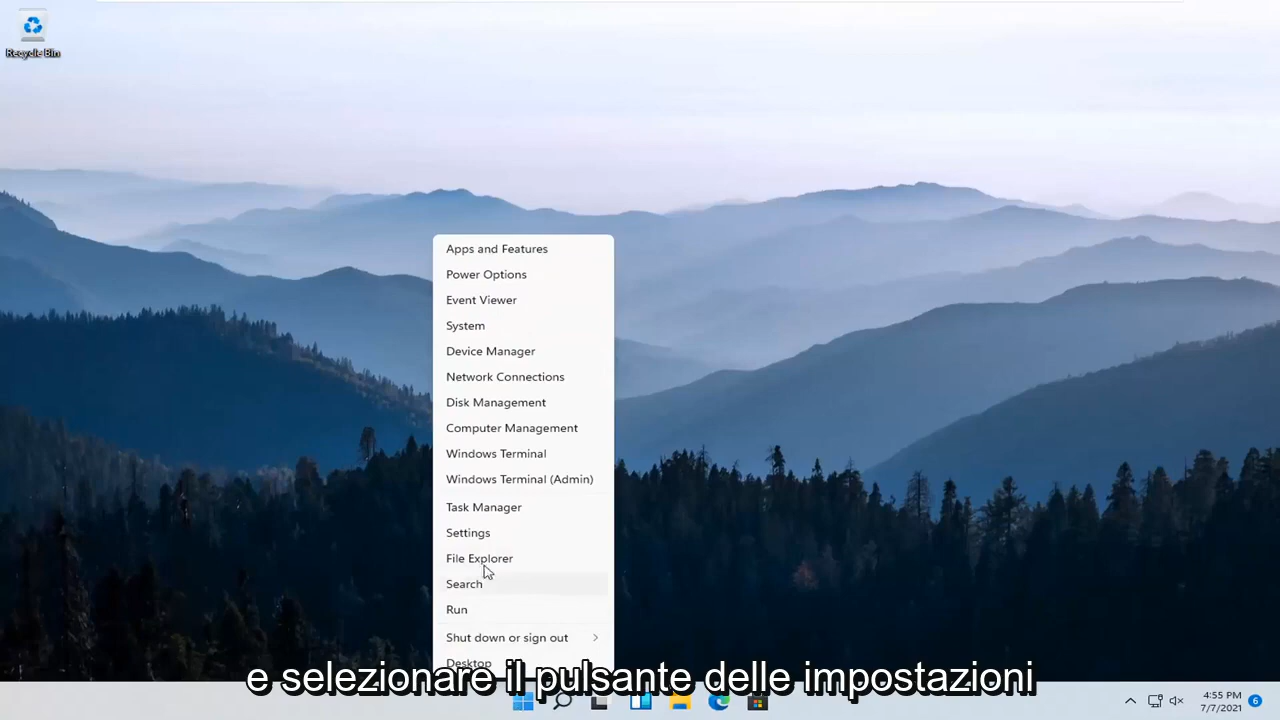 Recycle Bin
Apps and Features
Power Options
Event Viewer
System
Device Manager
Network Connections
Disk Management
Computer Management
Windows Terminal
Windows Terminal (Admin)
Task Manager
Settings
File Explorer
Search
Run
Shut down or sign out
Desktop
e selezionare il pulsante delle impostazioni
4:55 PM
7/7/2021
6